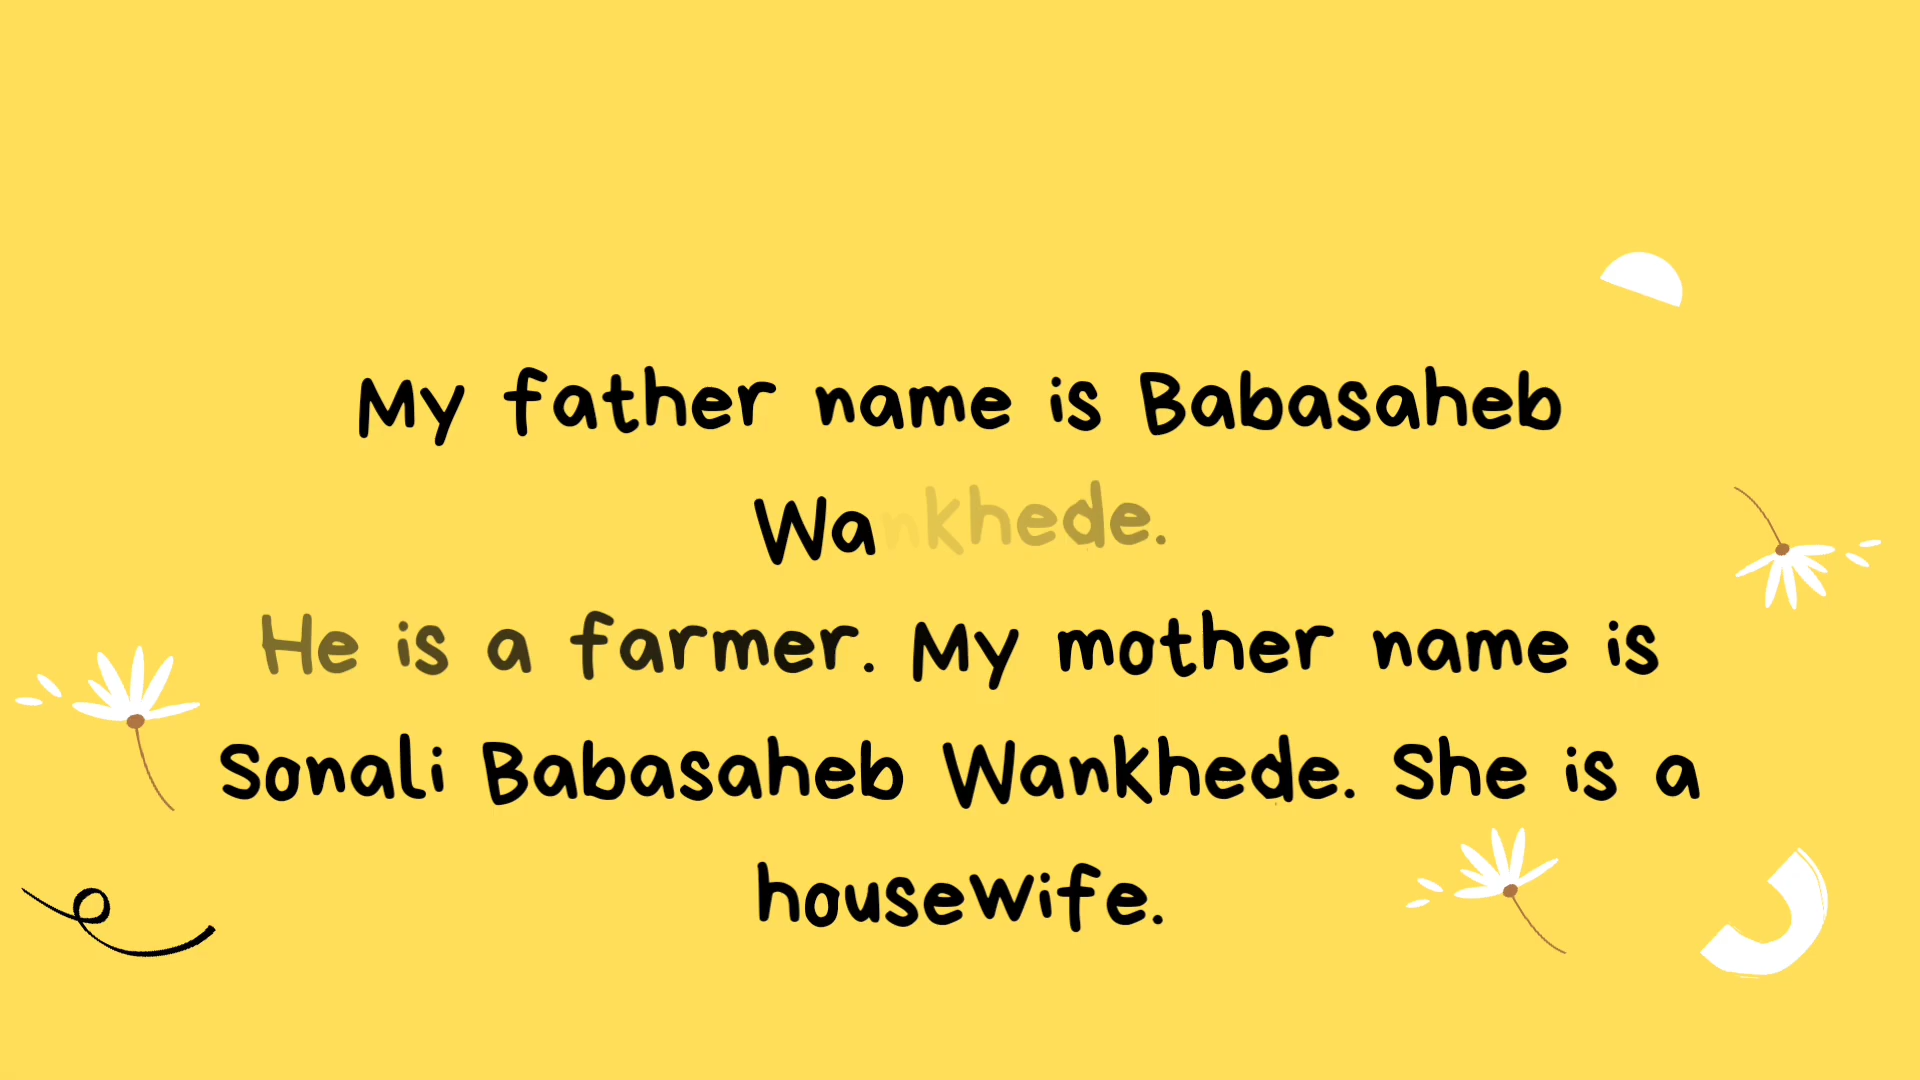 My father name is Babasaheb
Wankhede.
He is a farmer. My mother name is
Sonali Babasaheb Wankhede. She is a
housewife.